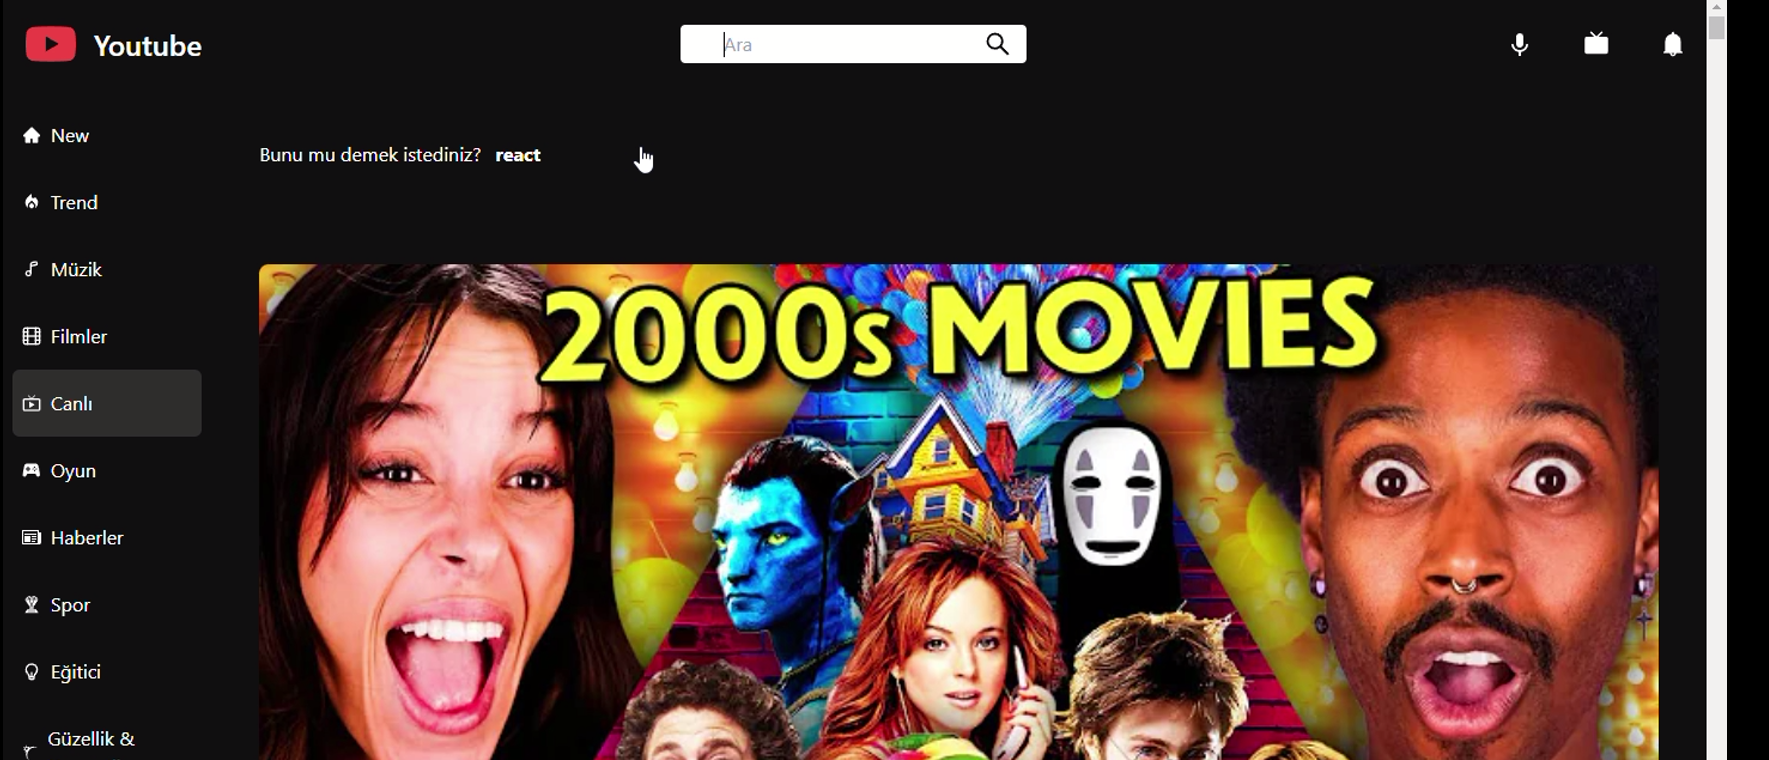 Youtube
Ara
New
Bunu mu demek istediniz? react
Trend
Müzik
Filmler
Canlı
Oyun
Haberler
Spor
Eğitici
Güzellik &
2000s MOVIES